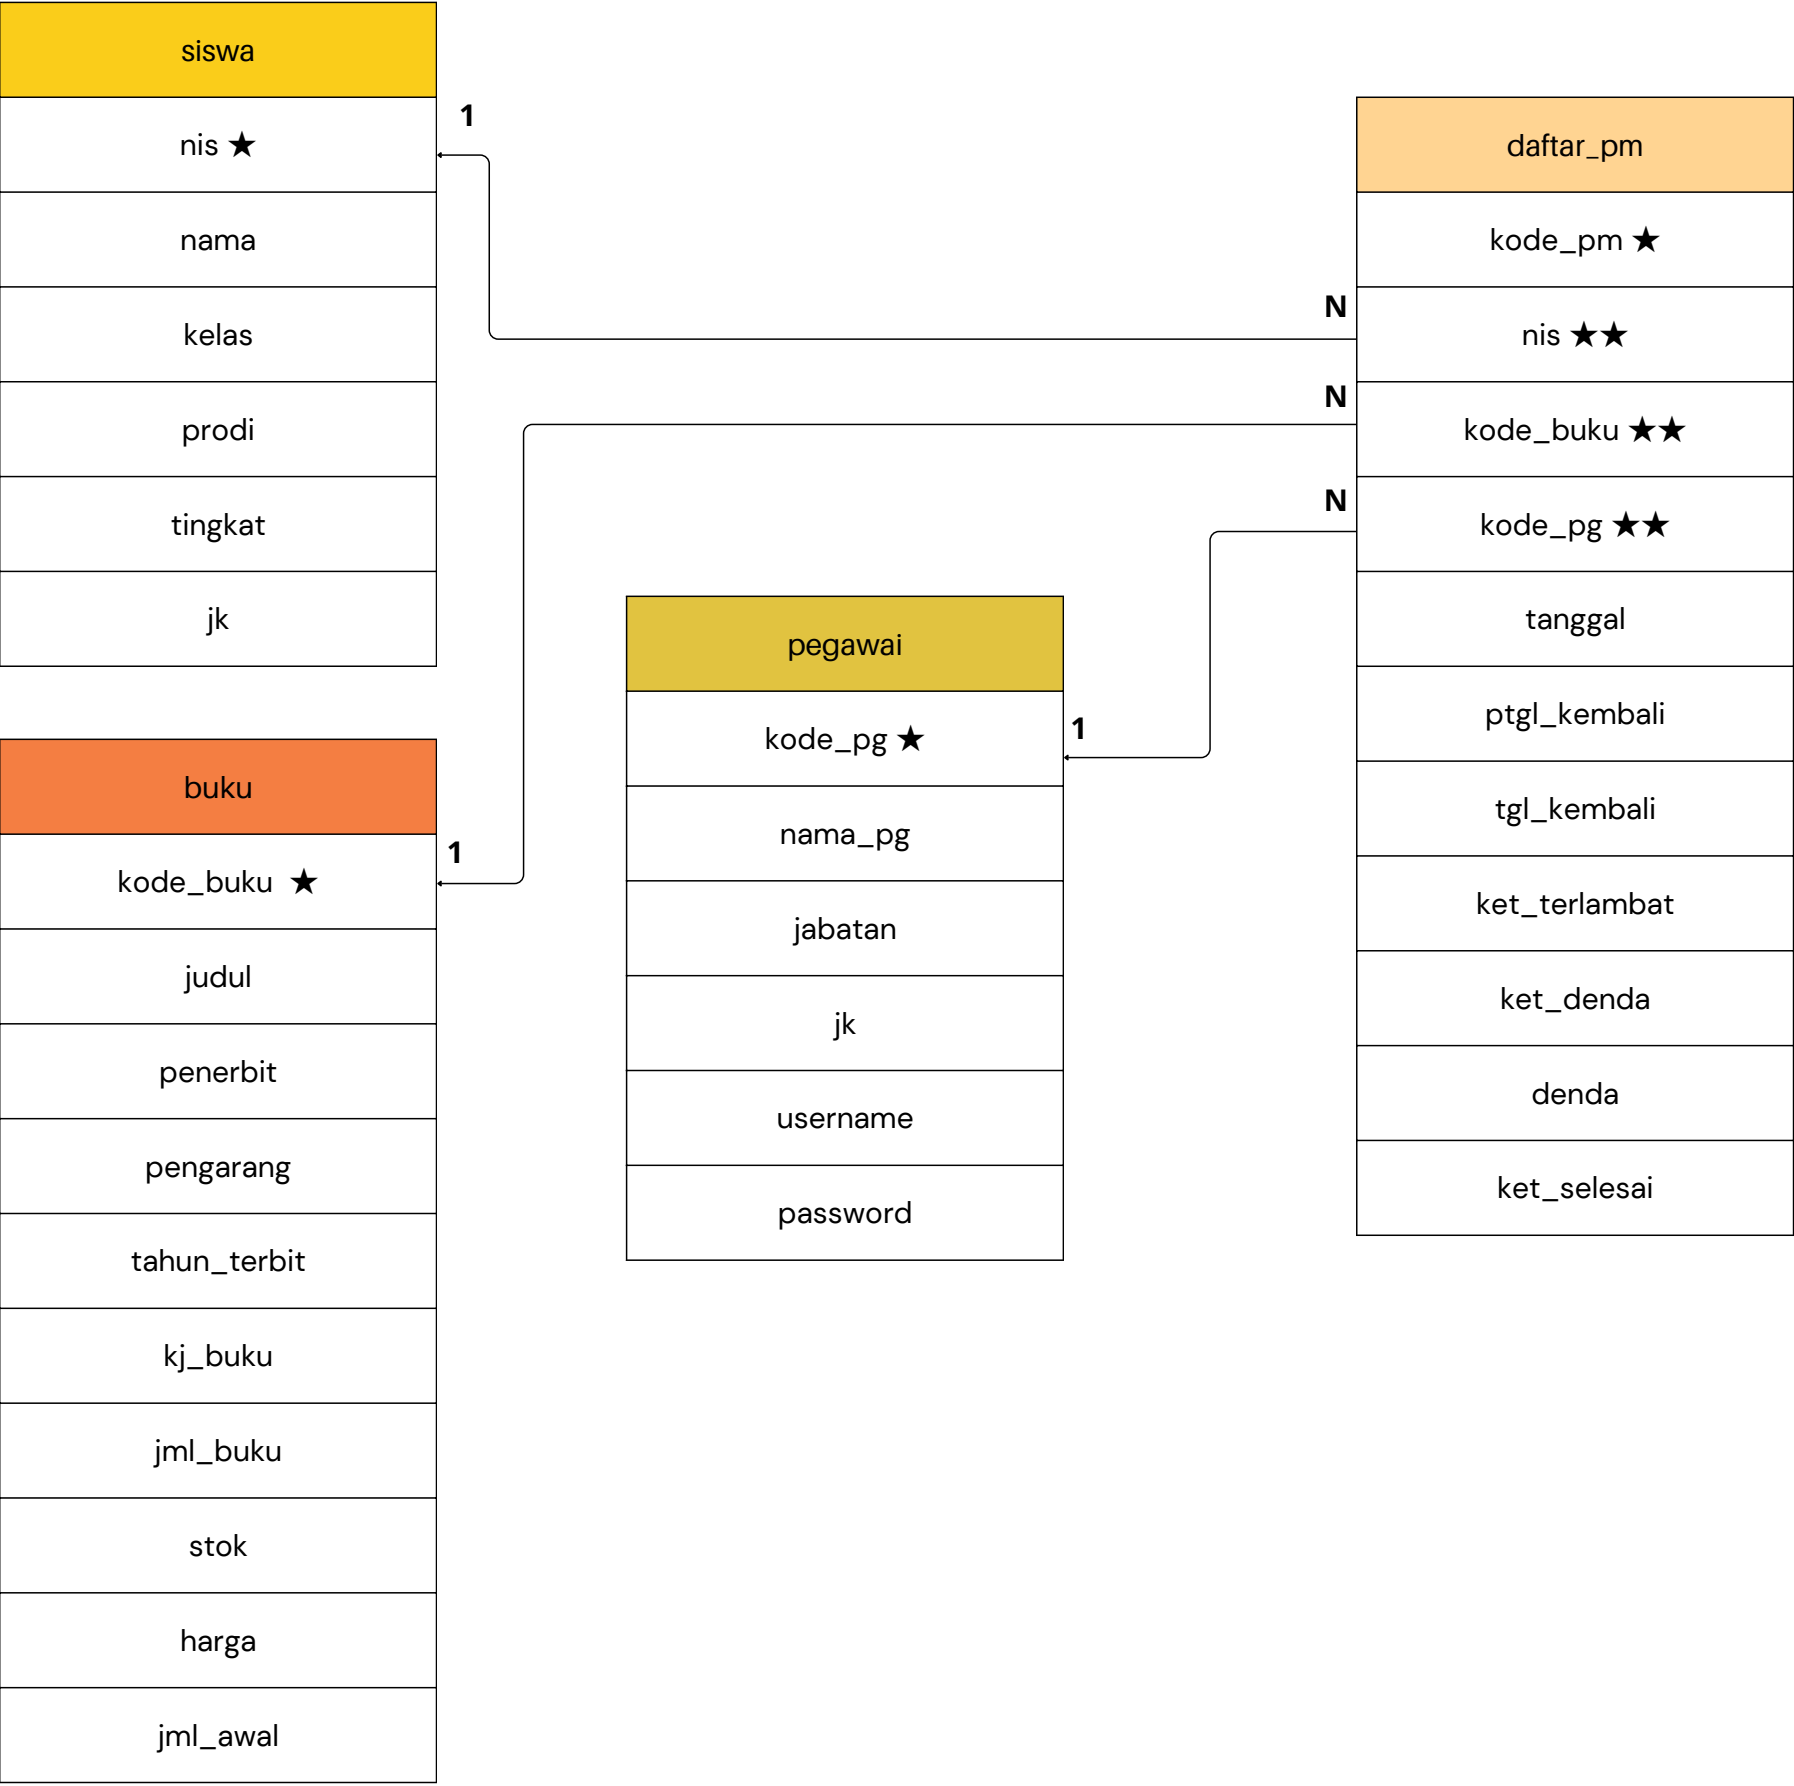 siswa
nis ★
nama
kelas
prodi
tingkat
jk
1
buku
kode_buku ★
judul
penerbit
pengarang
tahun_terbit
kj_buku
jml_buku
stok
harga
jml_awal
1
pegawai
kode_pg ★
nama_pg
jabatan
jk
username
password
1
daftar_pm
kode_pm ★
N
nis ★★
N
kode_buku ★★
N
kode_pg ★★
tanggal
ptgl_kembali
tgl_kembali
ket_terlambat
ket_denda
denda
ket_selesai